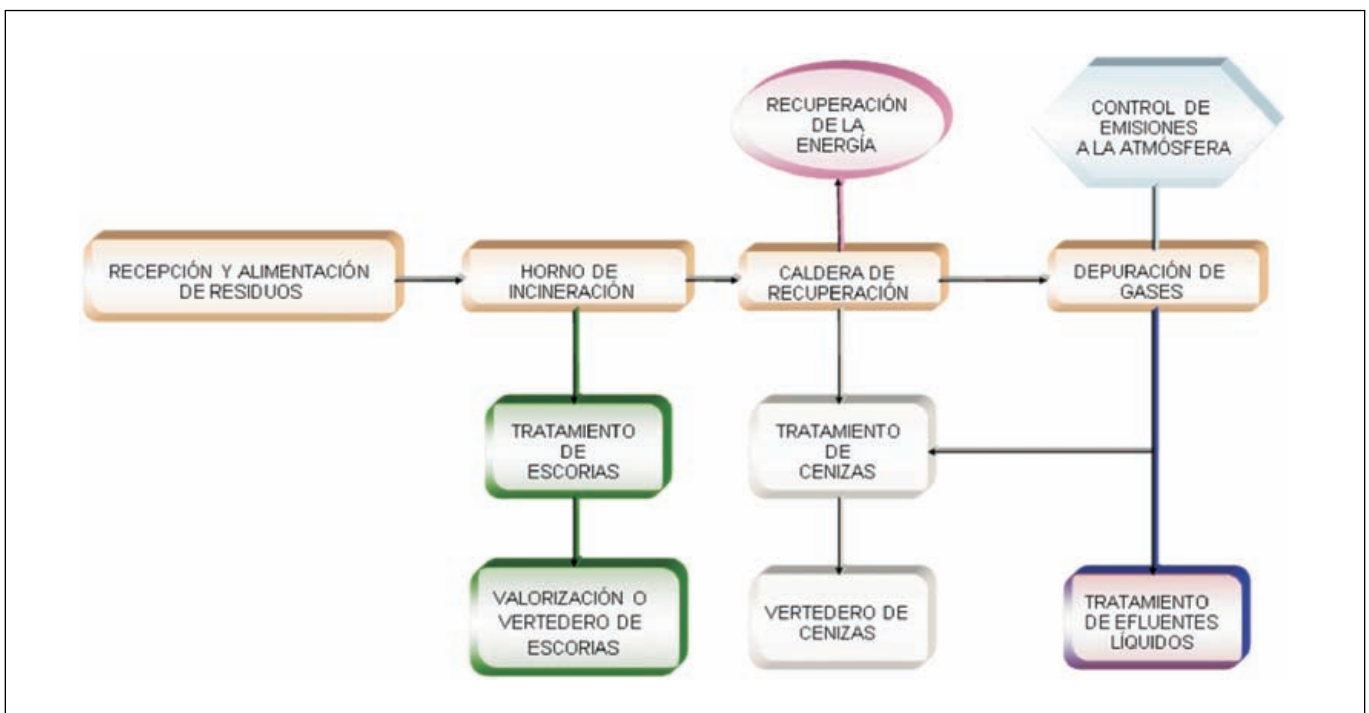 RECUPERACIÓN
DE LA
ENERGÍA
CONTROL DE
EMISIONES
A LA ATMÓSFERA
RECEPCIÓN Y ALIMENTACIÓN
DE RESIDUOS
HORNO DE
INCINERACIÓN
CALDERA DE
RECUPERACIÓN
DEPURACIÓN DE
GASES
TRATAMIENTO
DE
ESCORIAS
TRATAMIENTO
DE
CENIZAS
VALORIZACIÓN O
VERTEDERO DE
ESCORIAS
VERTEDERO DE
CENIZAS
TRATAMIENTO
DE EFLUENTES
LÍQUIDOS